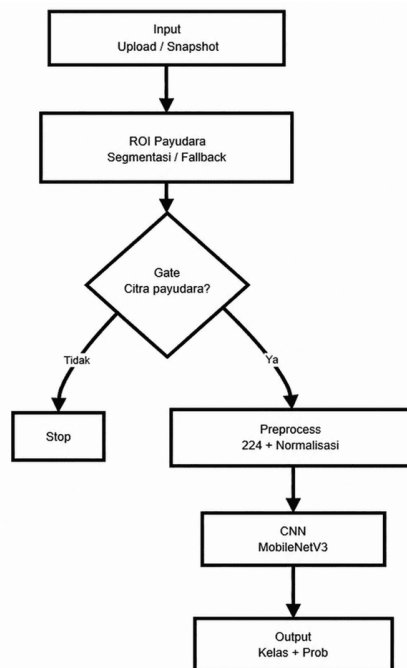 Input
Upload / Snapshot
ROI Payudara
Segmentasi / Fallback
Gate
Citra payudara?
Tidak
Ya
Stop
Preprocess
224 + Normalisasi
CNN
MobileNetV3
Output
Kelas + Prob